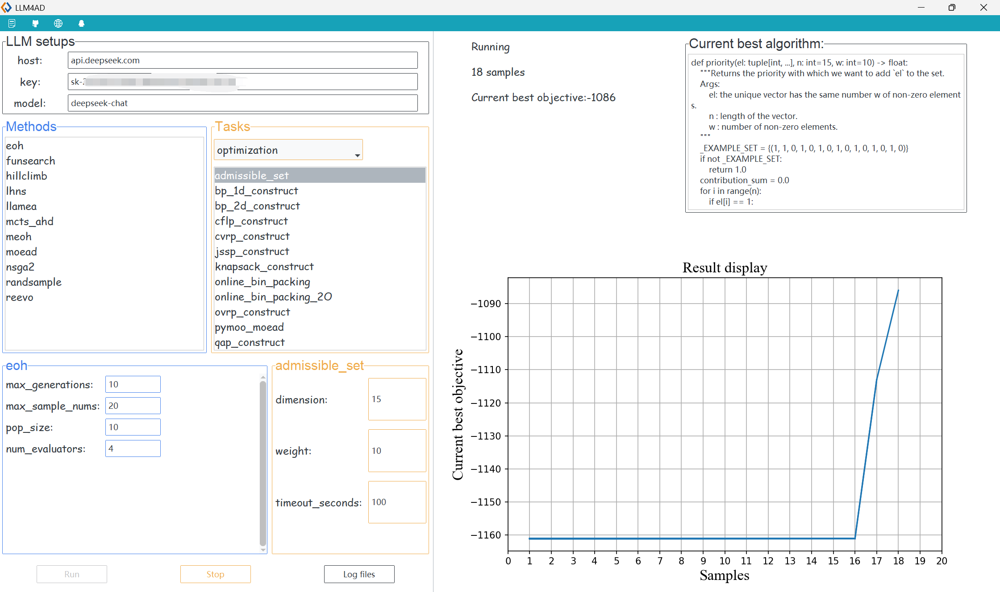 LLM4AD
LLM setups
host:
api.deepseek.com
key:
sk-
model:
deepseek-chat
Methods
eoh
funsearch
hillclimb
lhns
llamea
mcts_ahd
meoh
moead
nsga2
randsample
reevo
Tasks
optimization
admissible_set
bp_1d_construct
bp_2d_construct
cflp_construct
cvrp_construct
jssp_construct
knapsack_construct
online_bin_packing
online_bin_packing_2O
ovrp_construct
pymoo_moead
qap_construct
eoh
max_generations: 10
max_sample_nums: 20
pop_size: 10
num_evaluators: 4
admissible_set
dimension: 15
weight: 10
timeout_seconds: 100
Run
Stop
Log files
Running
18 samples
Current best objective:-1086
Current best algorithm:
def priority(el: tuple[int, ...], n: int=15, w: int=10) -> float:
"""Returns the priority with which we want to add `el` to the set.
Args:
el: the unique vector has the same number w of non-zero element
s.
n : length of the vector.
w : number of non-zero elements.
"""
_EXAMPLE_SET = {(1, 1, 0, 1, 0, 1, 0, 1, 0, 1, 0, 1, 0, 1, 0)}
if not _EXAMPLE_SET:
return 1.0
contribution_sum = 0.0
for i in range(n):
if el[i] == 1:
Result display
−1090
−1100
−1110
−1120
−1130
−1140
−1150
−1160
Current best objective
0 1 2 3 4 5 6 7 8 9 10 11 12 13 14 15 16 17 18 19 20
Samples